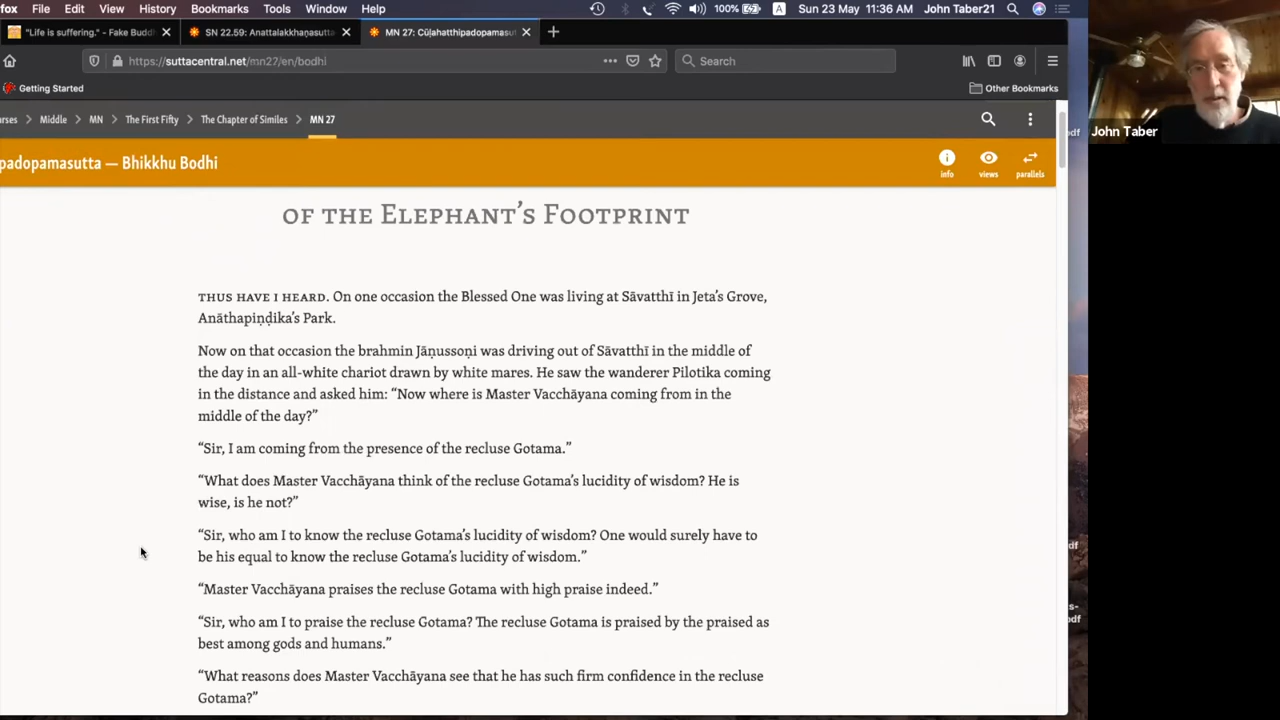 fox File Edit View History Bookmarks Tools Window Help 100% A Sun 23 May 11:36 AM John Taber21
"Life is suffering." - Fake Budd SN 22.59: Anattalakkhaṇasutta MN 27: Cūḷahatthipadopamasut
https://suttacentral.net/mn27/en/bodhi Search
Getting Started Other Bookmarks
rses Middle MN The First Fifty The Chapter of Similes MN 27
John Taber
padopamasutta — Bhikkhu Bodhi
info views parallels
OF THE ELEPHANT'S FOOTPRINT
THUS HAVE I HEARD. On one occasion the Blessed One was living at Sāvatthī in Jeta's Grove,
Anāthapiṇḍika's Park.
Now on that occasion the brahmin Jāṇussoṇi was driving out of Sāvatthī in the middle of
the day in an all-white chariot drawn by white mares. He saw the wanderer Pilotika coming
in the distance and asked him: “Now where is Master Vacchāyana coming from in the
middle of the day?”
“Sir, I am coming from the presence of the recluse Gotama.”
“What does Master Vacchāyana think of the recluse Gotama's lucidity of wisdom? He is
wise, is he not?”
“Sir, who am I to know the recluse Gotama's lucidity of wisdom? One would surely have to
be his equal to know the recluse Gotama's lucidity of wisdom.”
“Master Vacchāyana praises the recluse Gotama with high praise indeed.”
“Sir, who am I to praise the recluse Gotama? The recluse Gotama is praised by the praised as
best among gods and humans.”
“What reasons does Master Vacchāyana see that he has such firm confidence in the recluse
Gotama?”
pdf
df
s-
pdf